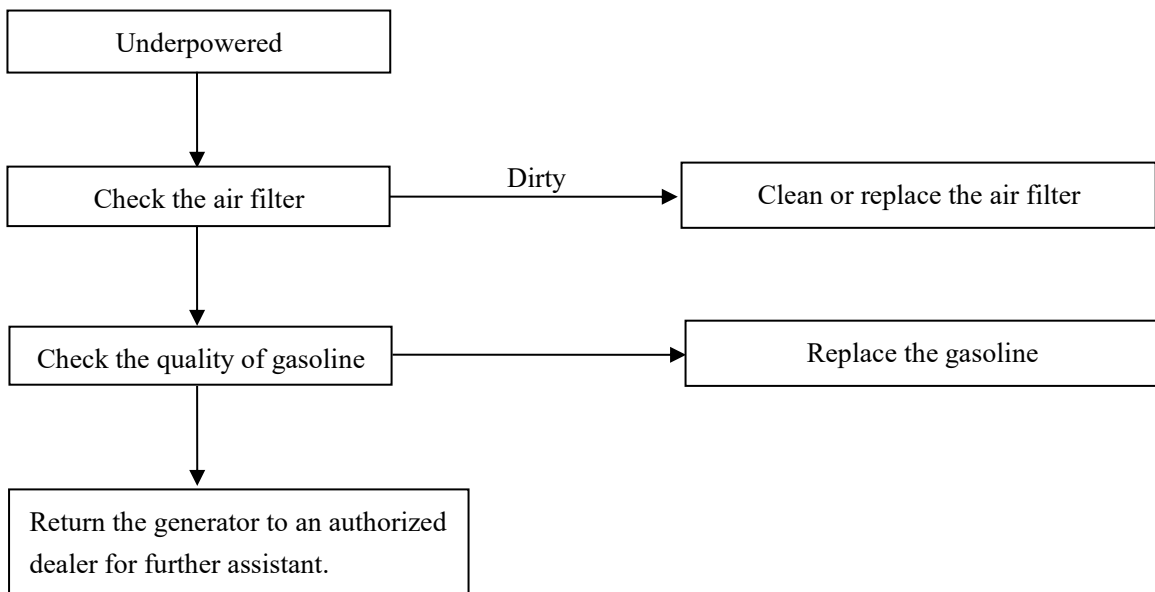 Underpowered
Check the air filter
Dirty
Clean or replace the air filter
Check the quality of gasoline
Replace the gasoline
Return the generator to an authorized
dealer for further assistant.